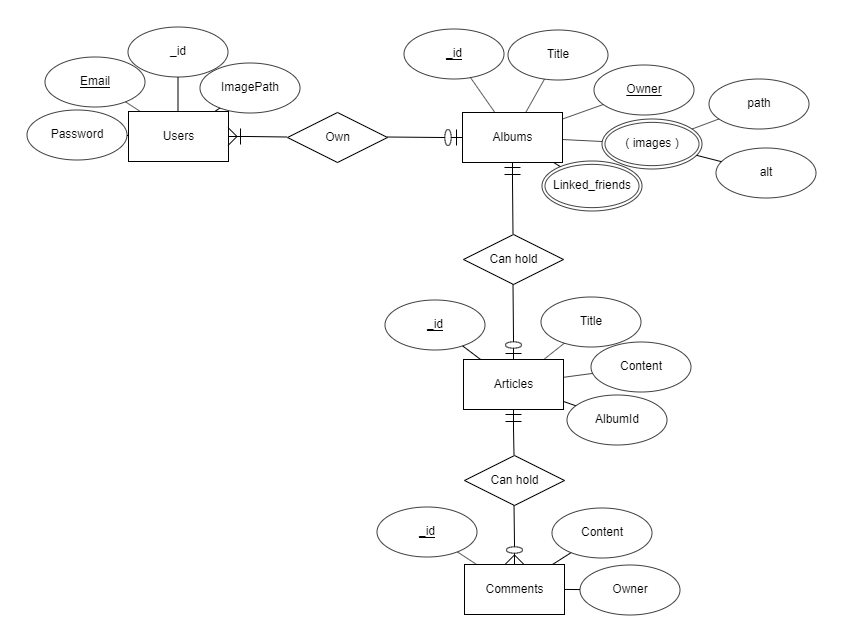 _id
Email
ImagePath
Password
Users
Own
_id
Title
Owner
path
Albums
( images )
alt
Linked_friends
Can hold
_id
Title
Content
Articles
AlbumId
Can hold
_id
Content
Comments
Owner